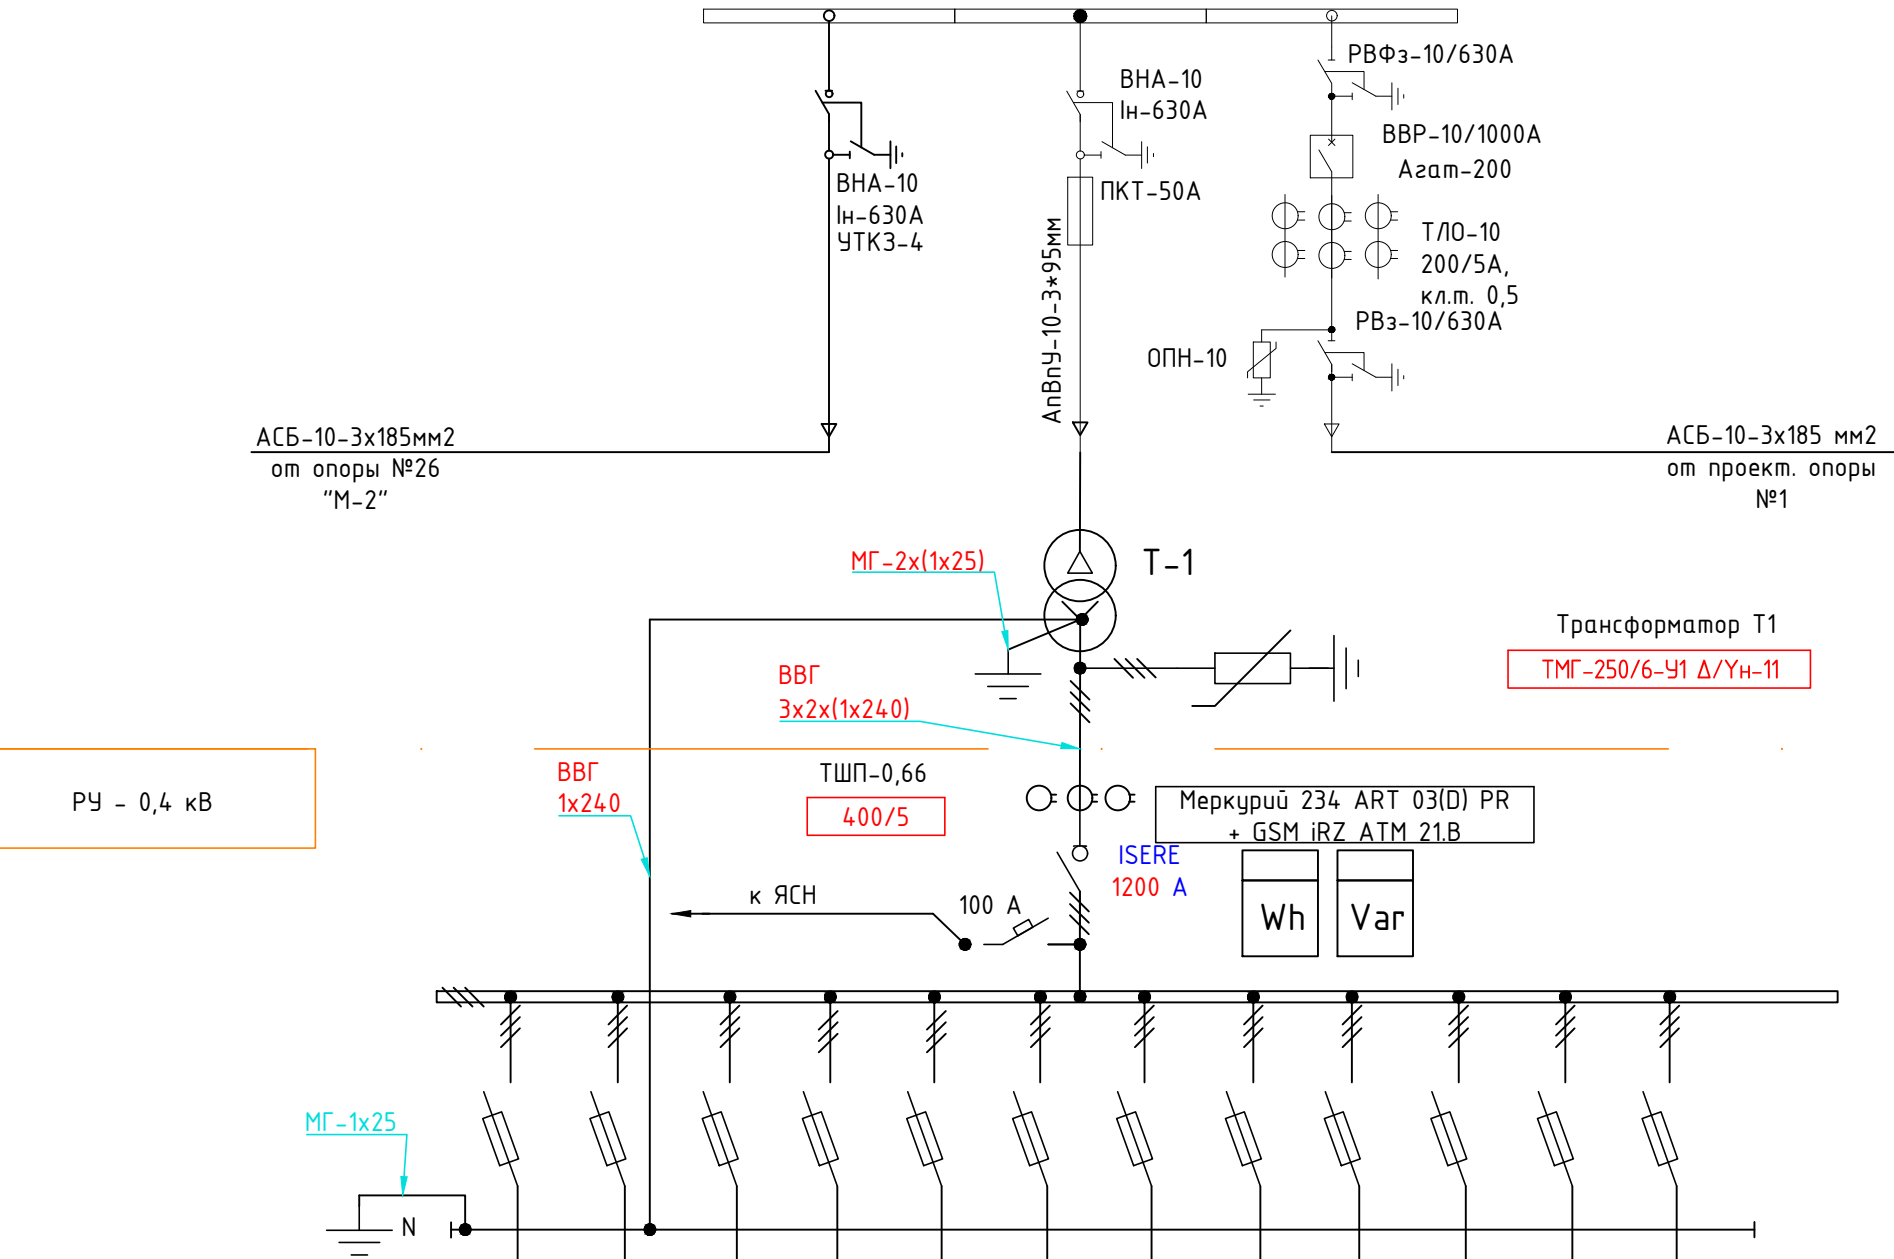 РВФз-10/630А
ВНА-10
Iн-630А
ВВР-10/1000А
Агат-200
ВНА-10
Iн-630А
УТКЗ-4
ПКТ-50А
ТЛО-10
200/5А,
кл.т. 0,5
РВз-10/630А
АпВпУ-10-3*95мм
ОПН-10
АСБ-10-3х185мм2
от опоры №26
"М-2"
АСБ-10-3х185 мм2
от проект. опоры
№1
МГ-2х(1х25)
Т-1
Трансформатор Т1
ТМГ-250/6-У1 Δ/Yн-11
ВВГ
3х2х(1х240)
РУ - 0,4 кВ
ВВГ
1х240
ТШП-0,66
400/5
Меркурий 234 ART 03(D) PR
+ GSM iRZ ATM 21.B
ISERE
1200 А
к ЯСН
100 А
Wh
Var
МГ-1х25
N